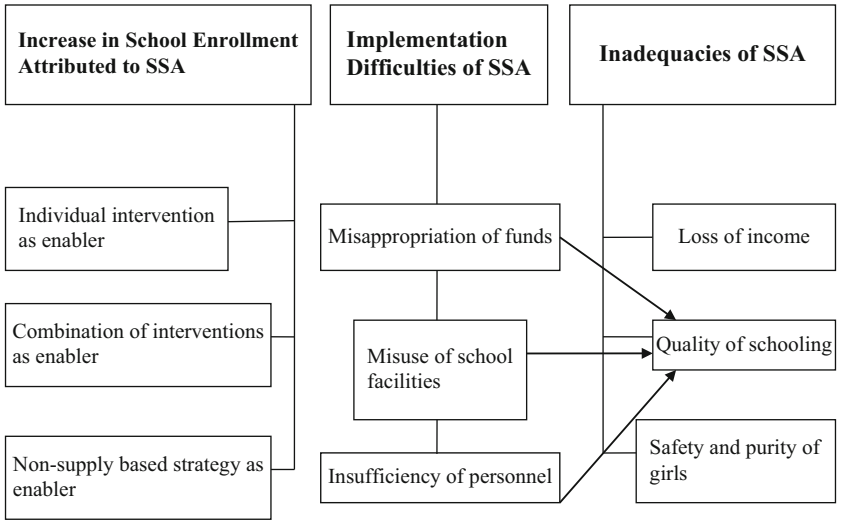 Increase in School Enrollment
Attributed to SSA
Individual intervention
as enabler
Combination of interventions
as enabler
Non-supply based strategy as
enabler
Implementation
Difficulties of SSA
Misappropriation of funds
Misuse of school
facilities
Insufficiency of personnel
Inadequacies of SSA
Loss of income
Quality of schooling
Safety and purity of
girls